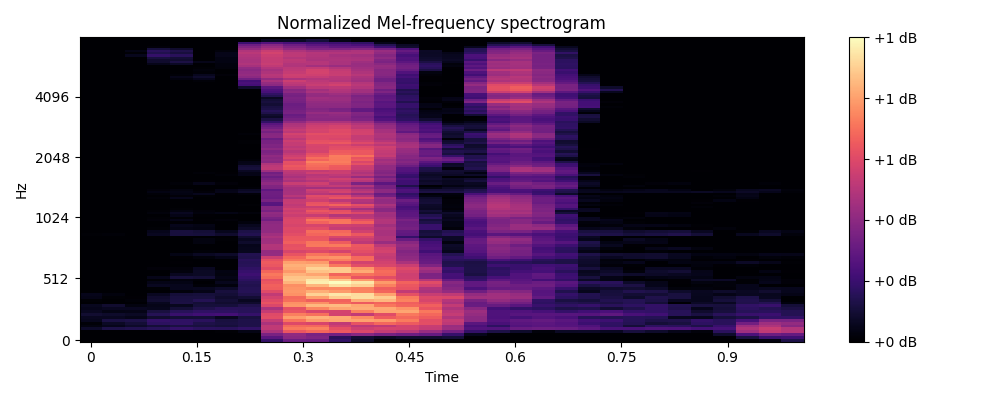 Normalized Mel-frequency spectrogram
+1 dB
4096
+1 dB
2048
+1 dB
Hz
1024
+0 dB
512
+0 dB
0
+0 dB
0 0.15 0.3 0.45 0.6 0.75 0.9
Time